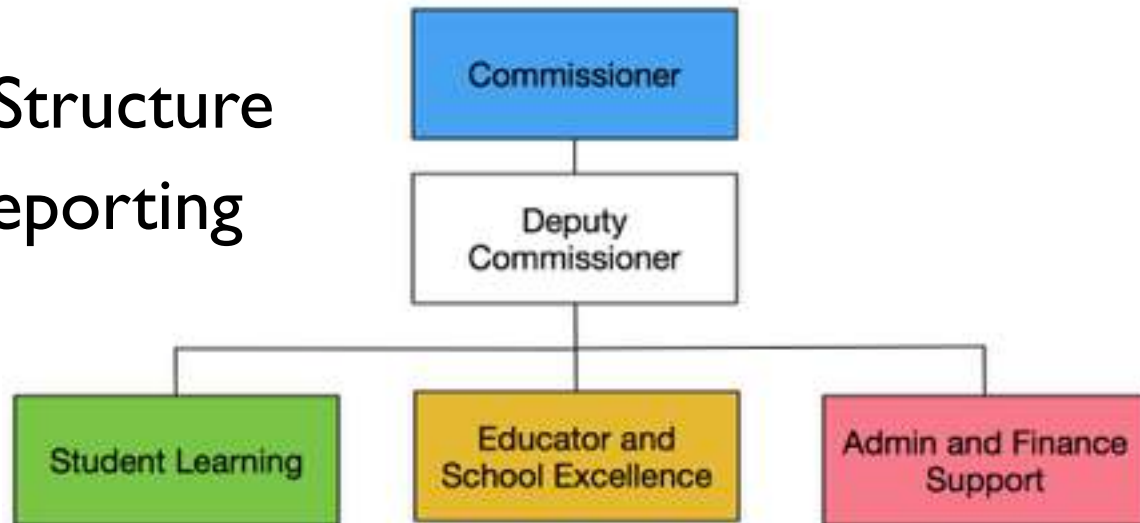 Structure
eporting
Commissioner
Deputy
Commissioner
Student Learning
Educator and
School Excellence
Admin and Finance
Support